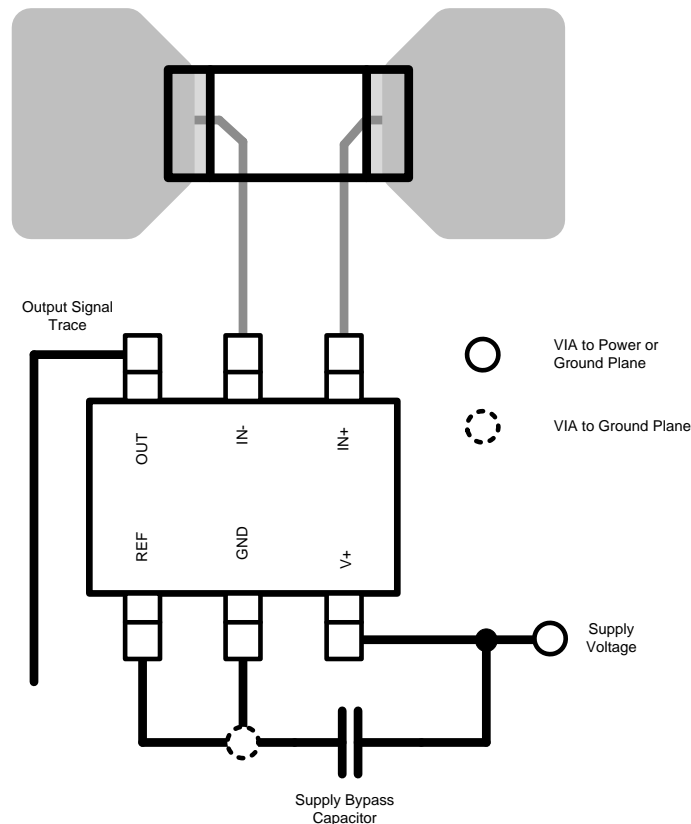 Output Signal
Trace
VIA to Power or
Ground Plane
VIA to Ground Plane
OUT
IN-
IN+
REF
GND
V+
Supply
Voltage
Supply Bypass
Capacitor